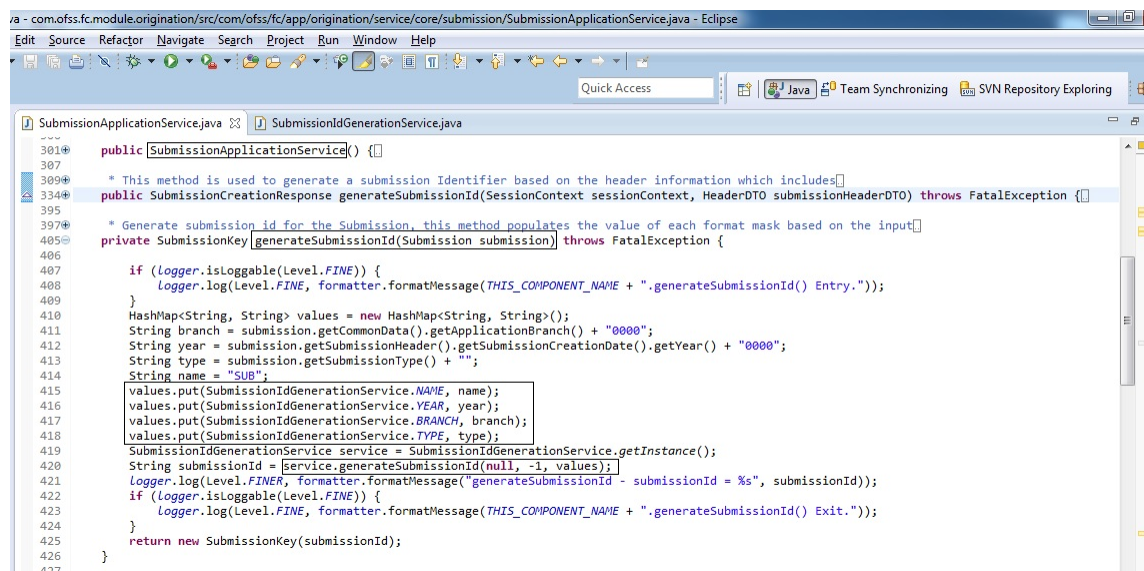 va - com.ofss.fc.module.origination/src/com/ofss/fc/app/origination/service/core/submission/SubmissionApplicationService.java - Eclipse
Edit Source Refactor Navigate Search Project Run Window Help
Quick Access
Java Team Synchronizing SVN Repository Exploring
SubmissionApplicationService.java SubmissionIdGenerationService.java
301 public SubmissionApplicationService() {
307
309 * This method is used to generate a submission Identifier based on the header information which includes
334 public SubmissionCreationResponse generateSubmissionId(SessionContext sessionContext, HeaderDTO submissionHeaderDTO) throws FatalException {
395
397 * Generate submission id for the Submission, this method populates the value of each format mask based on the input
405 private SubmissionKey generateSubmissionId(Submission submission) throws FatalException {
406
407 if (logger.isLoggable(Level.FINE)) {
408 logger.log(Level.FINE, formatter.formatMessage(THIS_COMPONENT_NAME + ".generateSubmissionId() Entry."));
409 }
410 HashMap<String, String> values = new HashMap<String, String>();
411 String branch = submission.getCommonData().getApplicationBranch() + "0000";
412 String year = submission.getSubmissionHeader().getSubmissionCreationDate().getYear() + "0000";
413 String type = submission.getSubmissionType() + "";
414 String name = "SUB";
415 values.put(SubmissionIdGenerationService.NAME, name);
416 values.put(SubmissionIdGenerationService.YEAR, year);
417 values.put(SubmissionIdGenerationService.BRANCH, branch);
418 values.put(SubmissionIdGenerationService.TYPE, type);
419 SubmissionIdGenerationService service = SubmissionIdGenerationService.getInstance();
420 String submissionId = service.generateSubmissionId(null, -1, values);
421 logger.log(Level.FINER, formatter.formatMessage("generateSubmissionId - submissionId = %s", submissionId));
422 if (logger.isLoggable(Level.FINE)) {
423 logger.log(Level.FINE, formatter.formatMessage(THIS_COMPONENT_NAME + ".generateSubmissionId() Exit."));
424 }
425 return new SubmissionKey(submissionId);
426 }